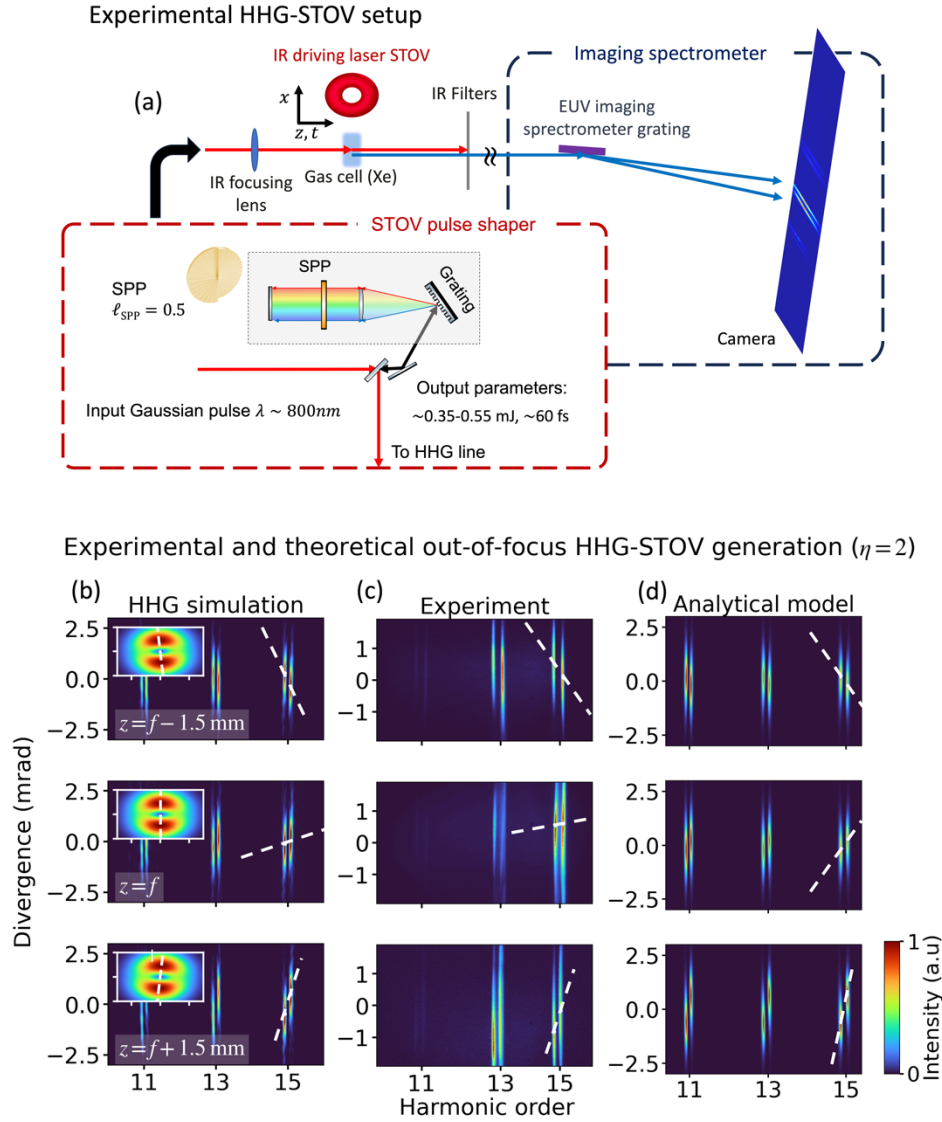 Experimental HHG-STOV setup
(a)
IR driving laser STOV
x
z, t
IR focusing
lens
Gas cell (Xe)
IR Filters
Imaging spectrometer
EUV imaging
sprectrometer grating
Camera
STOV pulse shaper
SPP
ℓSPP = 0.5
SPP
Grating
Input Gaussian pulse λ ~ 800nm
Output parameters:
~0.35-0.55 mJ, ~60 fs
To HHG line
Experimental and theoretical out-of-focus HHG-STOV generation (η = 2)
(b)
HHG simulation
(c)
Experiment
(d)
Analytical model
Divergence (mrad)
2.5
0.0
−2.5
z = f − 1.5 mm
1
0
−1
2.5
0.0
−2.5
2.5
0.0
−2.5
z = f
1
0
−1
2.5
0.0
−2.5
2.5
0.0
−2.5
z = f + 1.5 mm
1
0
−1
2.5
0.0
−2.5
11 13 15
11 13 15
11 13 15
Harmonic order
1
0
Intensity (a.u)